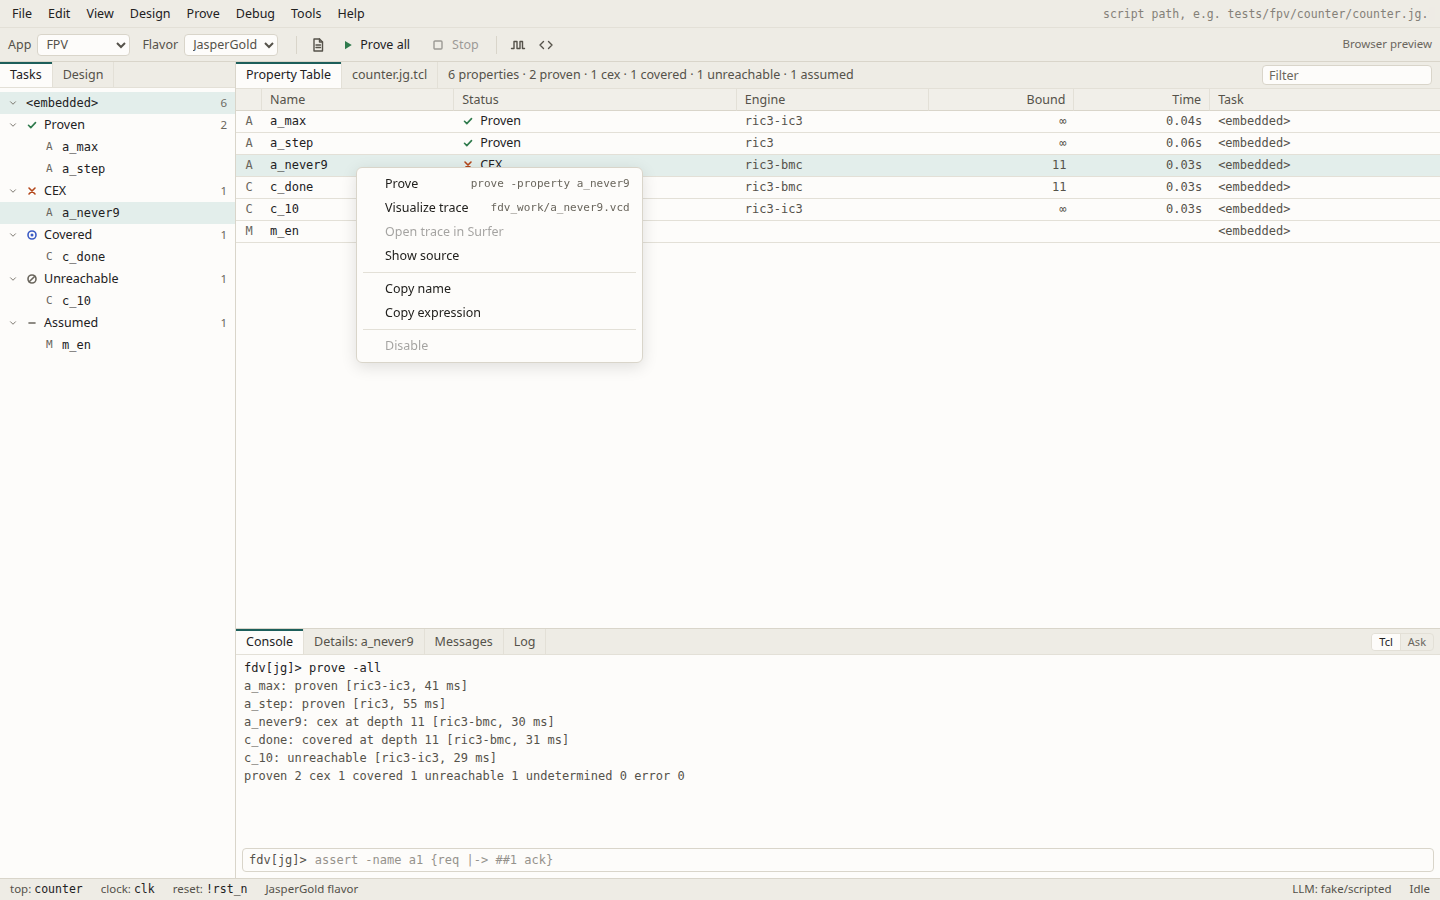 File Edit View Design Prove Debug Tools Help script path, e.g. tests/fpv/counter/counter.jg.
App FPV Flavor JasperGold Prove all Stop Browser preview
Tasks Design Property Table counter.jg.tcl 6 properties · 2 proven · 1 cex · 1 covered · 1 unreachable · 1 assumed Filter
<embedded> 6
Proven 2
A a_max
A a_step
CEX 1
A a_never9
Covered 1
C c_done
Unreachable 1
C c_10
Assumed 1
M m_en
Name Status Engine Bound Time Task
A a_max Proven ric3-ic3 ∞ 0.04s <embedded>
A a_step Proven ric3 ∞ 0.06s <embedded>
A a_never9 CEX ric3-bmc 11 0.03s <embedded>
C c_done ric3-bmc 11 0.03s <embedded>
C c_10 ric3-ic3 ∞ 0.03s <embedded>
M m_en <embedded>
Prove prove -property a_never9
Visualize trace fdv_work/a_never9.vcd
Open trace in Surfer
Show source
Copy name
Copy expression
Disable
Console Details: a_never9 Messages Log Tcl Ask
fdv[jg]> prove -all
a_max: proven [ric3-ic3, 41 ms]
a_step: proven [ric3, 55 ms]
a_never9: cex at depth 11 [ric3-bmc, 30 ms]
c_done: covered at depth 11 [ric3-bmc, 31 ms]
c_10: unreachable [ric3-ic3, 29 ms]
proven 2 cex 1 covered 1 unreachable 1 undetermined 0 error 0
fdv[jg]> assert -name a1 {req |-> ##1 ack}
top: counter clock: clk reset: !rst_n JasperGold flavor LLM: fake/scripted Idle